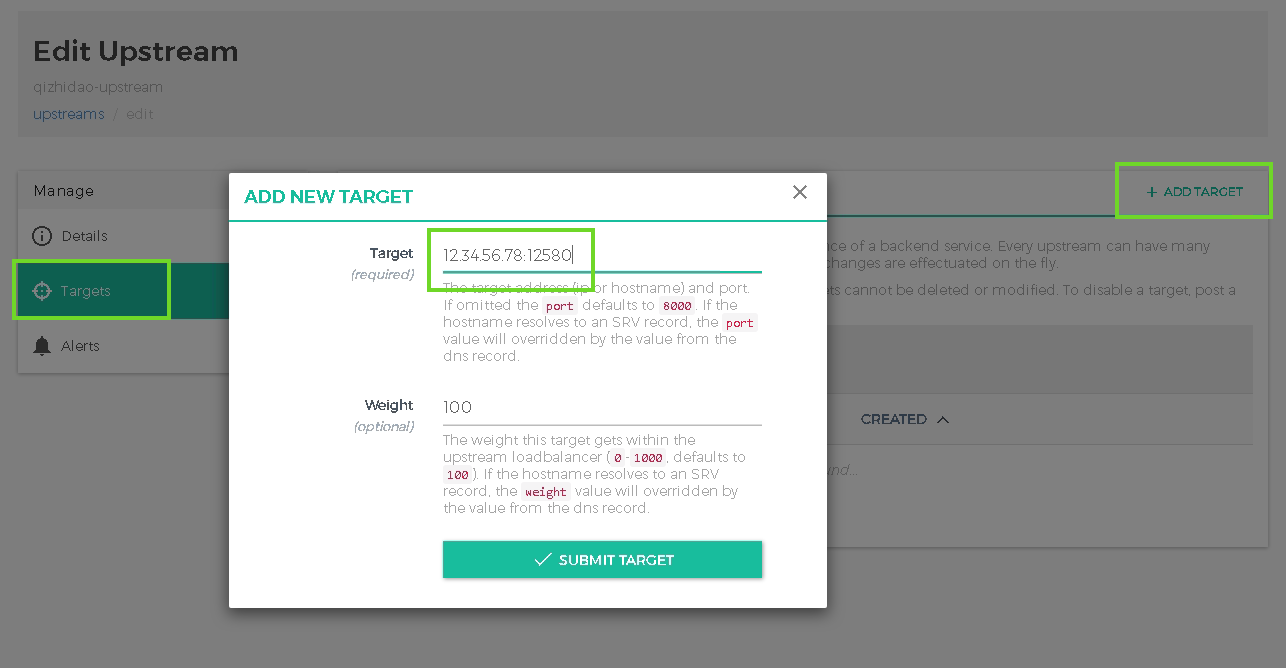 Edit Upstream
qizhidao-upstream
upstreams / edit
Manage
Details
Targets
Alerts
+ ADD TARGET
nce of a backend service. Every upstream can have many
changes are effectuated on the fly.
ets cannot be deleted or modified. To disable a target, post a
CREATED
und...
ADD NEW TARGET
Target
(required)
12.34.56.78:12580
The target address (ip or hostname) and port.
If omitted the port defaults to 8000. If the
hostname resolves to an SRV record, the port
value will overridden by the value from the
dns record.
Weight
(optional)
100
The weight this target gets within the
upstream loadbalancer (0-1000, defaults to
100). If the hostname resolves to an SRV
record, the weight value will overridden by
the value from the dns record.
SUBMIT TARGET